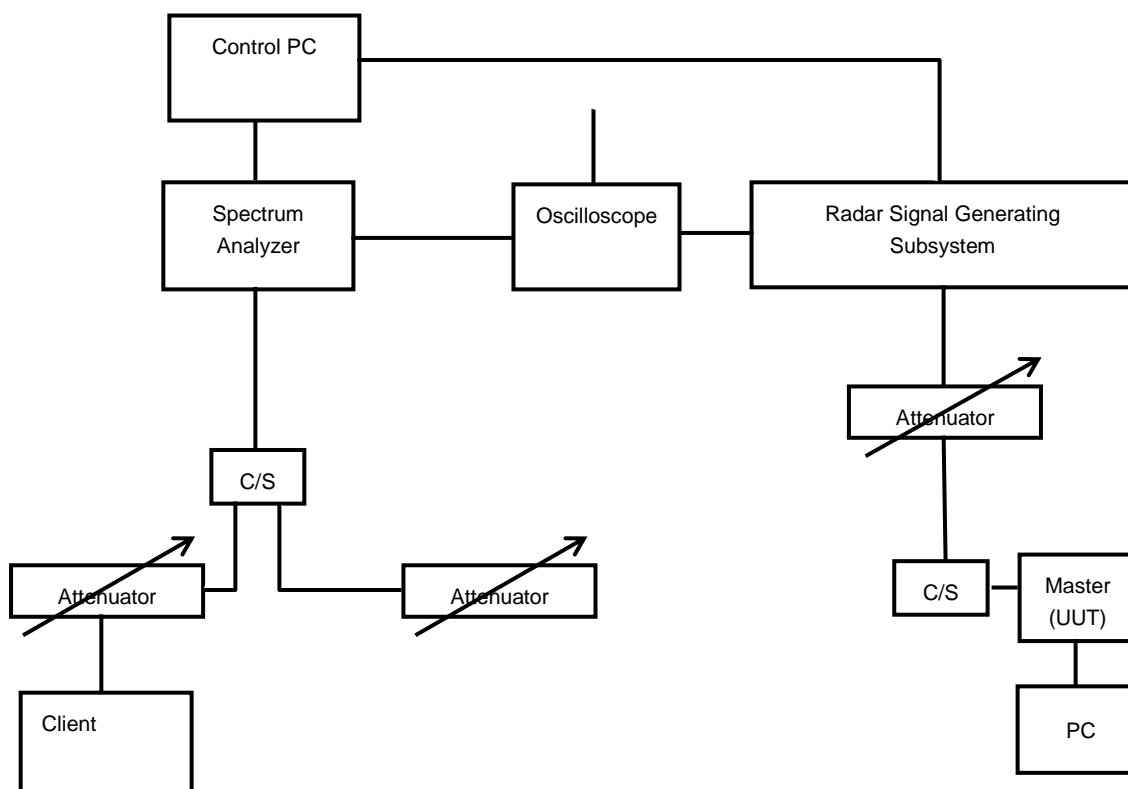 Control PC
Spectrum
Analyzer
Oscilloscope
Radar Signal Generating
Subsystem
Attenuator
C/S
Attenuator
Attenuator
C/S
Master
(UUT)
Client
PC